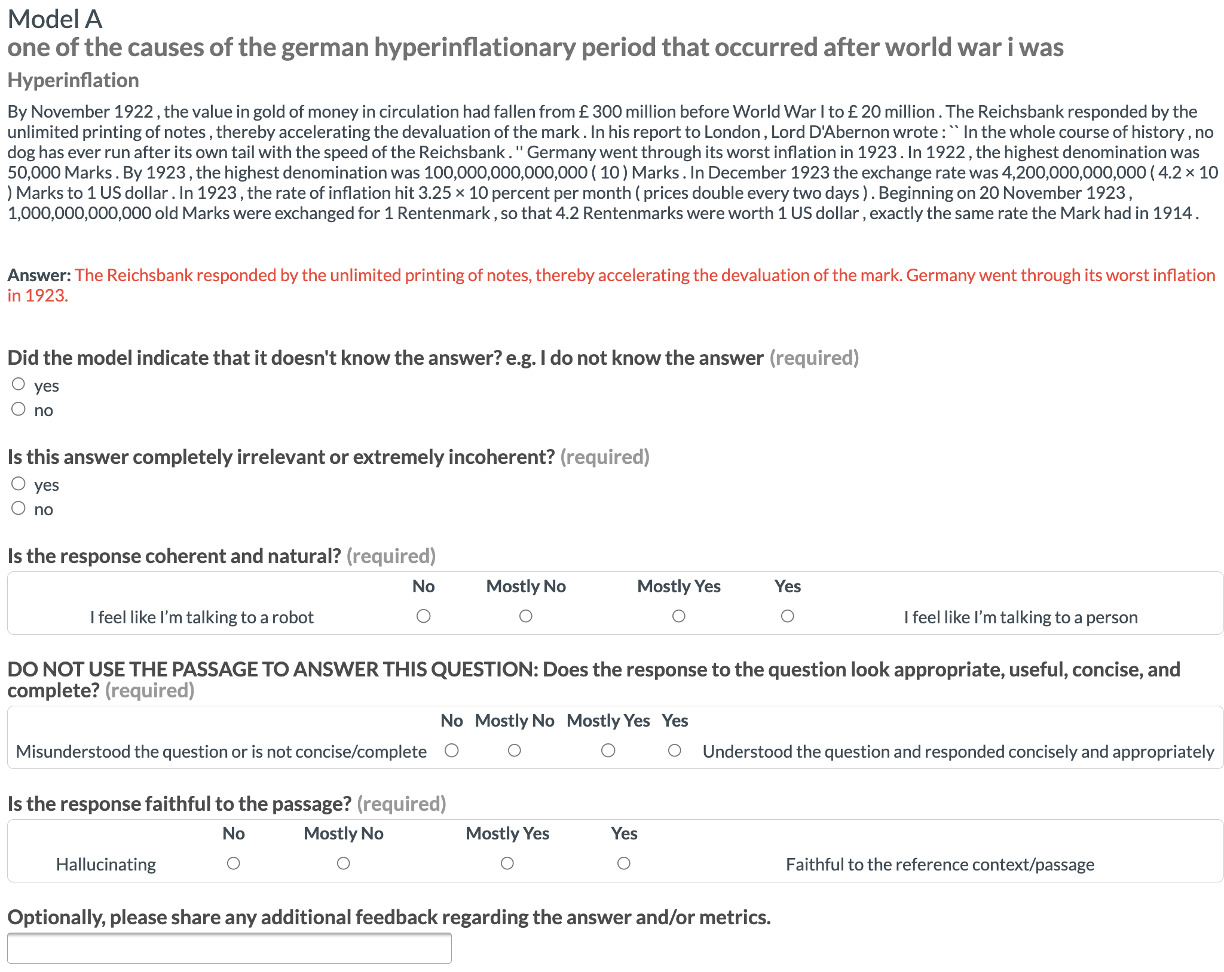 Model A
one of the causes of the german hyperinflationary period that occurred after world war i was
Hyperinflation
By November 1922 , the value in gold of money in circulation had fallen from £ 300 million before World War I to £ 20 million . The Reichsbank responded by the
unlimited printing of notes , thereby accelerating the devaluation of the mark . In his report to London , Lord D'Abernon wrote : `` In the whole course of history , no
dog has ever run after its own tail with the speed of the Reichsbank . '' Germany went through its worst inflation in 1923 . In 1922 , the highest denomination was
50,000 Marks . By 1923 , the highest denomination was 100,000,000,000,000 ( 10 ) Marks . In December 1923 the exchange rate was 4,200,000,000,000 ( 4.2 × 10
) Marks to 1 US dollar . In 1923 , the rate of inflation hit 3.25 × 10 percent per month ( prices double every two days ) . Beginning on 20 November 1923 ,
1,000,000,000,000 old Marks were exchanged for 1 Rentenmark , so that 4.2 Rentenmarks were worth 1 US dollar , exactly the same rate the Mark had in 1914 .
Answer: The Reichsbank responded by the unlimited printing of notes, thereby accelerating the devaluation of the mark. Germany went through its worst inflation
in 1923.
Did the model indicate that it doesn't know the answer? e.g. I do not know the answer (required)
yes
no
Is this answer completely irrelevant or extremely incoherent? (required)
yes
no
Is the response coherent and natural? (required)
No Mostly No Mostly Yes Yes
I feel like I'm talking to a robot I feel like I'm talking to a person
DO NOT USE THE PASSAGE TO ANSWER THIS QUESTION: Does the response to the question look appropriate, useful, concise, and
complete? (required)
No Mostly No Mostly Yes Yes
Misunderstood the question or is not concise/complete Understood the question and responded concisely and appropriately
Is the response faithful to the passage? (required)
No Mostly No Mostly Yes Yes
Hallucinating Faithful to the reference context/passage
Optionally, please share any additional feedback regarding the answer and/or metrics.